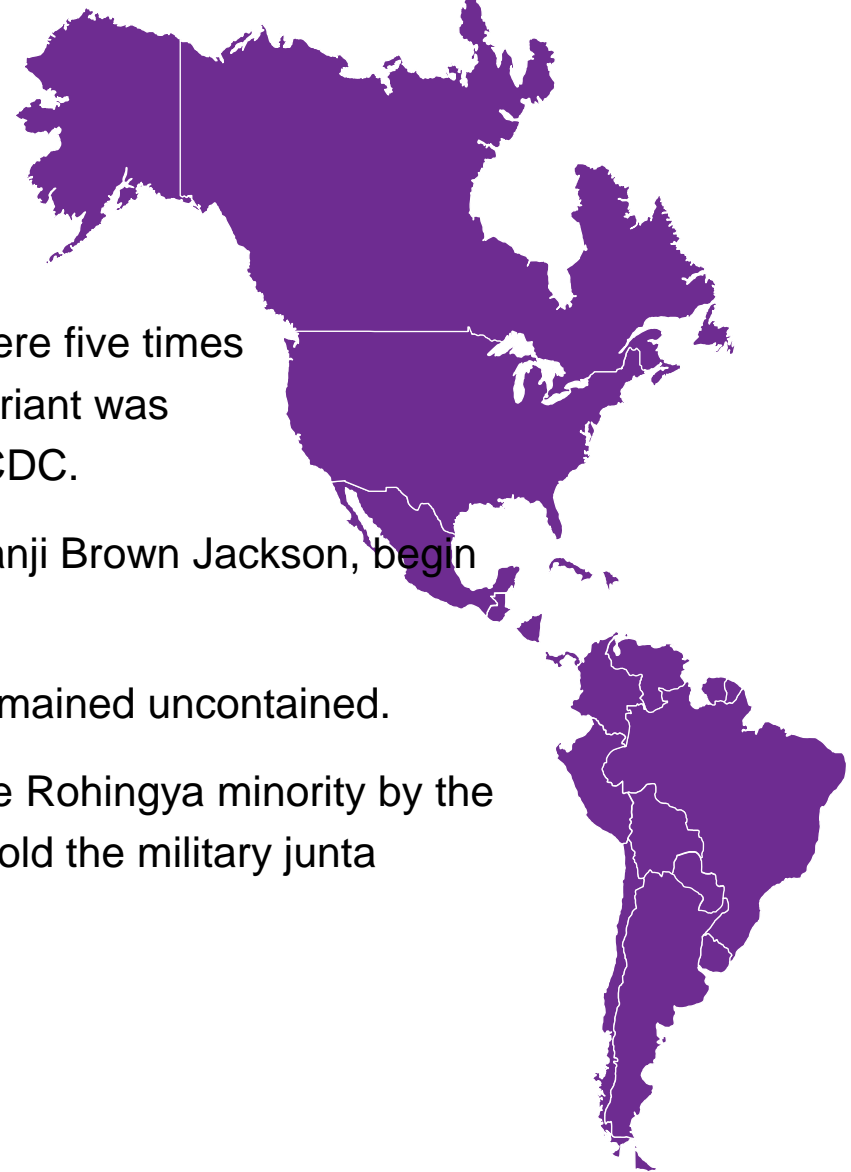 ere five times
riant was
CDC.
anji Brown Jackson, begin
mained uncontained.
e Rohingya minority by the
old the military junta